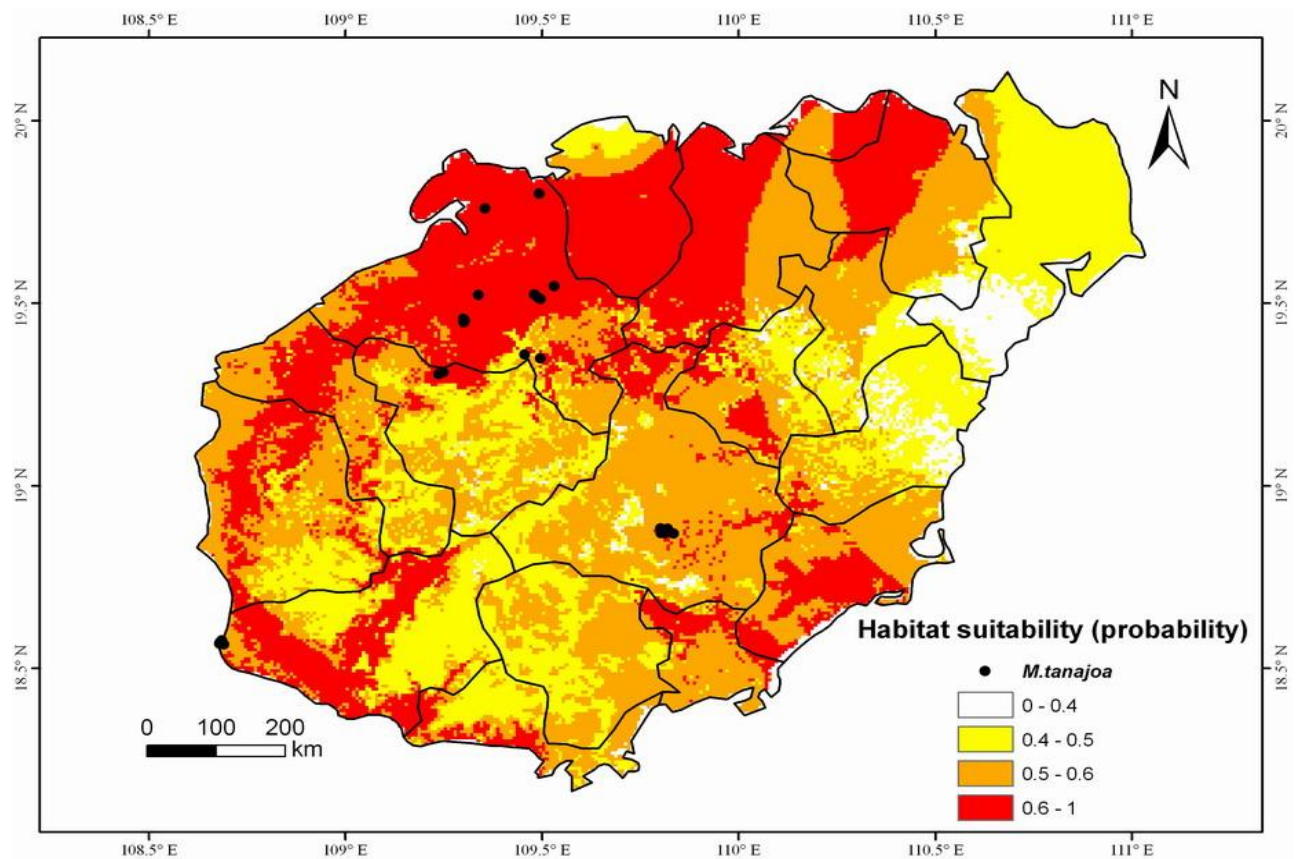 108.5° E 109° E 109.5° E 110° E 110.5° E 111° E
N
20° N 20° N
19.5° N 19.5° N
19° N 19° N
18.5° N 18.5° N
Habitat suitability (probability)
M.tanajoa
0 - 0.4
0.4 - 0.5
0.5 - 0.6
0.6 - 1
0 100 200
km
108.5° E 109° E 109.5° E 110° E 110.5° E 111° E